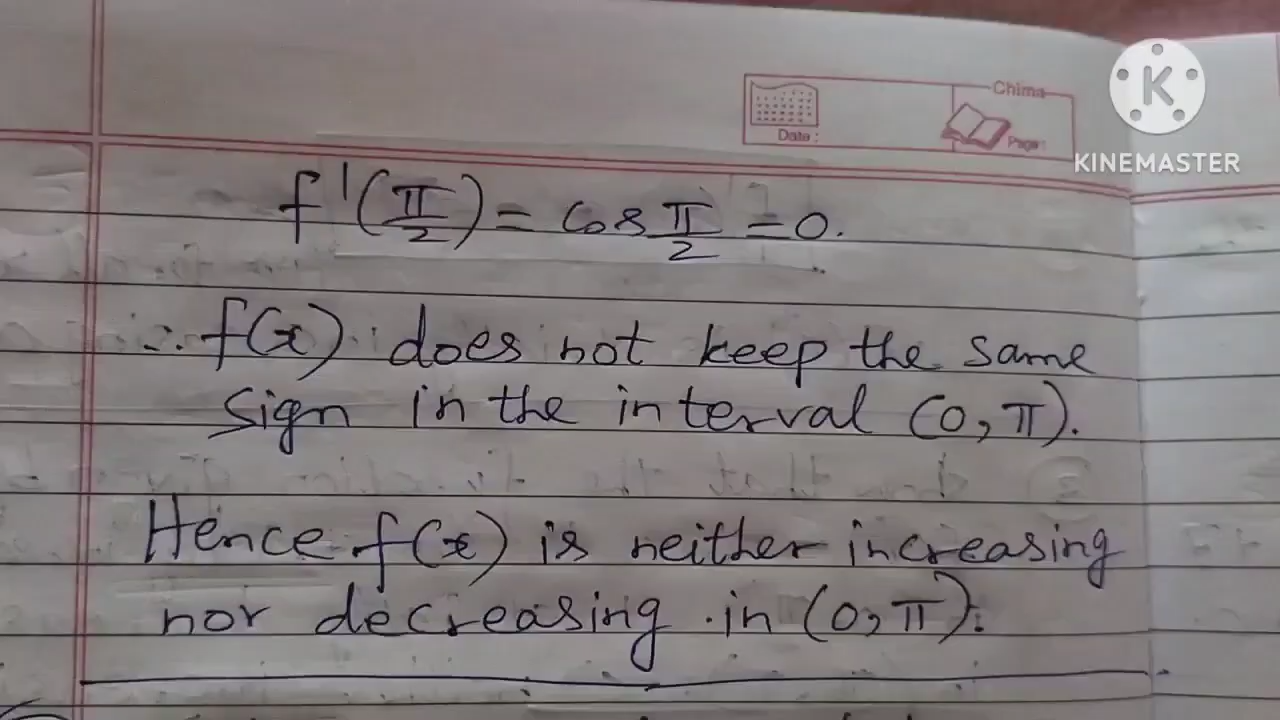 Chima
Date :
Page :
K
KINEMASTER
f'(π/2) = cos π/2 = 0.
∴ f(x) does not keep the same
sign in the interval (0, π).
Hence f(x) is neither increasing
nor decreasing in (0, π).